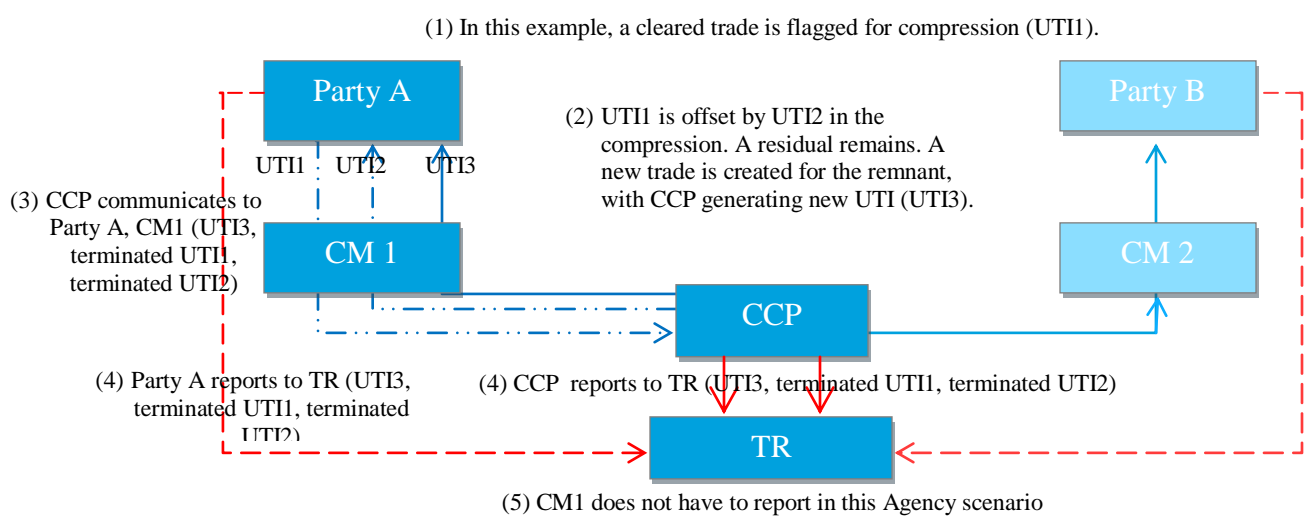 (1) In this example, a cleared trade is flagged for compression (UTI1).
Party A
Party B
(2) UTI1 is offset by UTI2 in the
compression. A residual remains. A
new trade is created for the remnant,
with CCP generating new UTI (UTI3).
UTI1
UTI2
UTI3
(3) CCP communicates to
Party A, CM1 (UTI3,
terminated UTI1,
terminated UTI2)
CM 1
CM 2
CCP
(4) Party A reports to TR (UTI3,
terminated UTI1, terminated
UTI2)
(4) CCP reports to TR (UTI3, terminated UTI1, terminated UTI2)
TR
(5) CM1 does not have to report in this Agency scenario